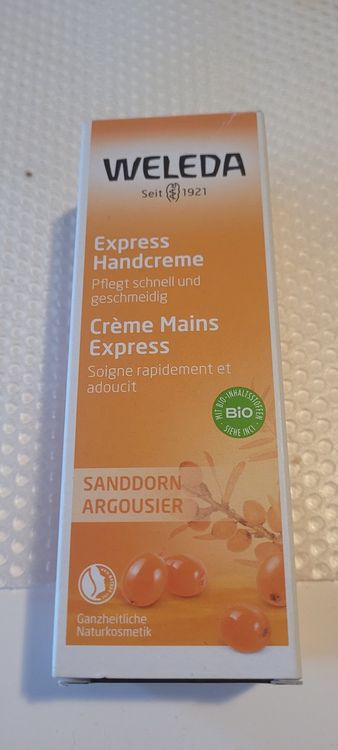 WELEDA
Seit 1921
Express
Handcreme
Pflegt schnell und
geschmeidig
Crème Mains
Express
Soigne rapidement et
adoucit
MIT BIO-INHALTSSTOFFEN
BIO
SIEHE INCI
SANDDORN
ARGOUSIER
Ganzheitliche
Naturkosmetik